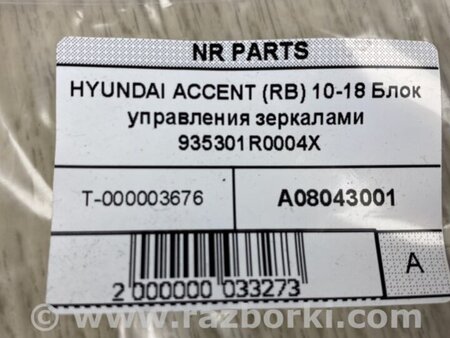 NR PARTS
HYUNDAI ACCENT (RB) 10-18 Блок
управления зеркалами
935301R0004X
T-000003676
A08043001
A
2 000000 033273
www.razborki.com